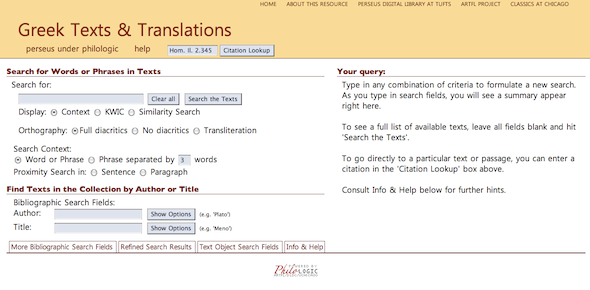 HOME ABOUT THIS RESOURCE PERSEUS DIGITAL LIBRARY AT TUFTS ARTFL PROJECT CLASSICS AT CHICAGO
Greek Texts & Translations
perseus under philologic help Hom. Il. 2.345 Citation Lookup
Search for Words or Phrases in Texts
Search for:
Clear all Search the Texts
Display: Context KWIC Similarity Search
Orthography: Full diacritics No diacritics Transliteration
Search Context:
Word or Phrase Phrase separated by 3 words
Proximity Search in: Sentence Paragraph
Find Texts in the Collection by Author or Title
Bibliographic Search Fields:
Author: Show Options (e.g. 'Plato')
Title: Show Options (e.g. 'Meno')
More Bibliographic Search Fields Refined Search Results Text Object Search Fields Info & Help
Your query:
Type in any combination of criteria to formulate a new search.
As you type in search fields, you will see a summary appear
right here.
To see a full list of available texts, leave all fields blank and hit
'Search the Texts'.
To go directly to a particular text or passage, you can enter a
citation in the 'Citation Lookup' box above.
Consult Info & Help below for further hints.
PhiloLOGIC